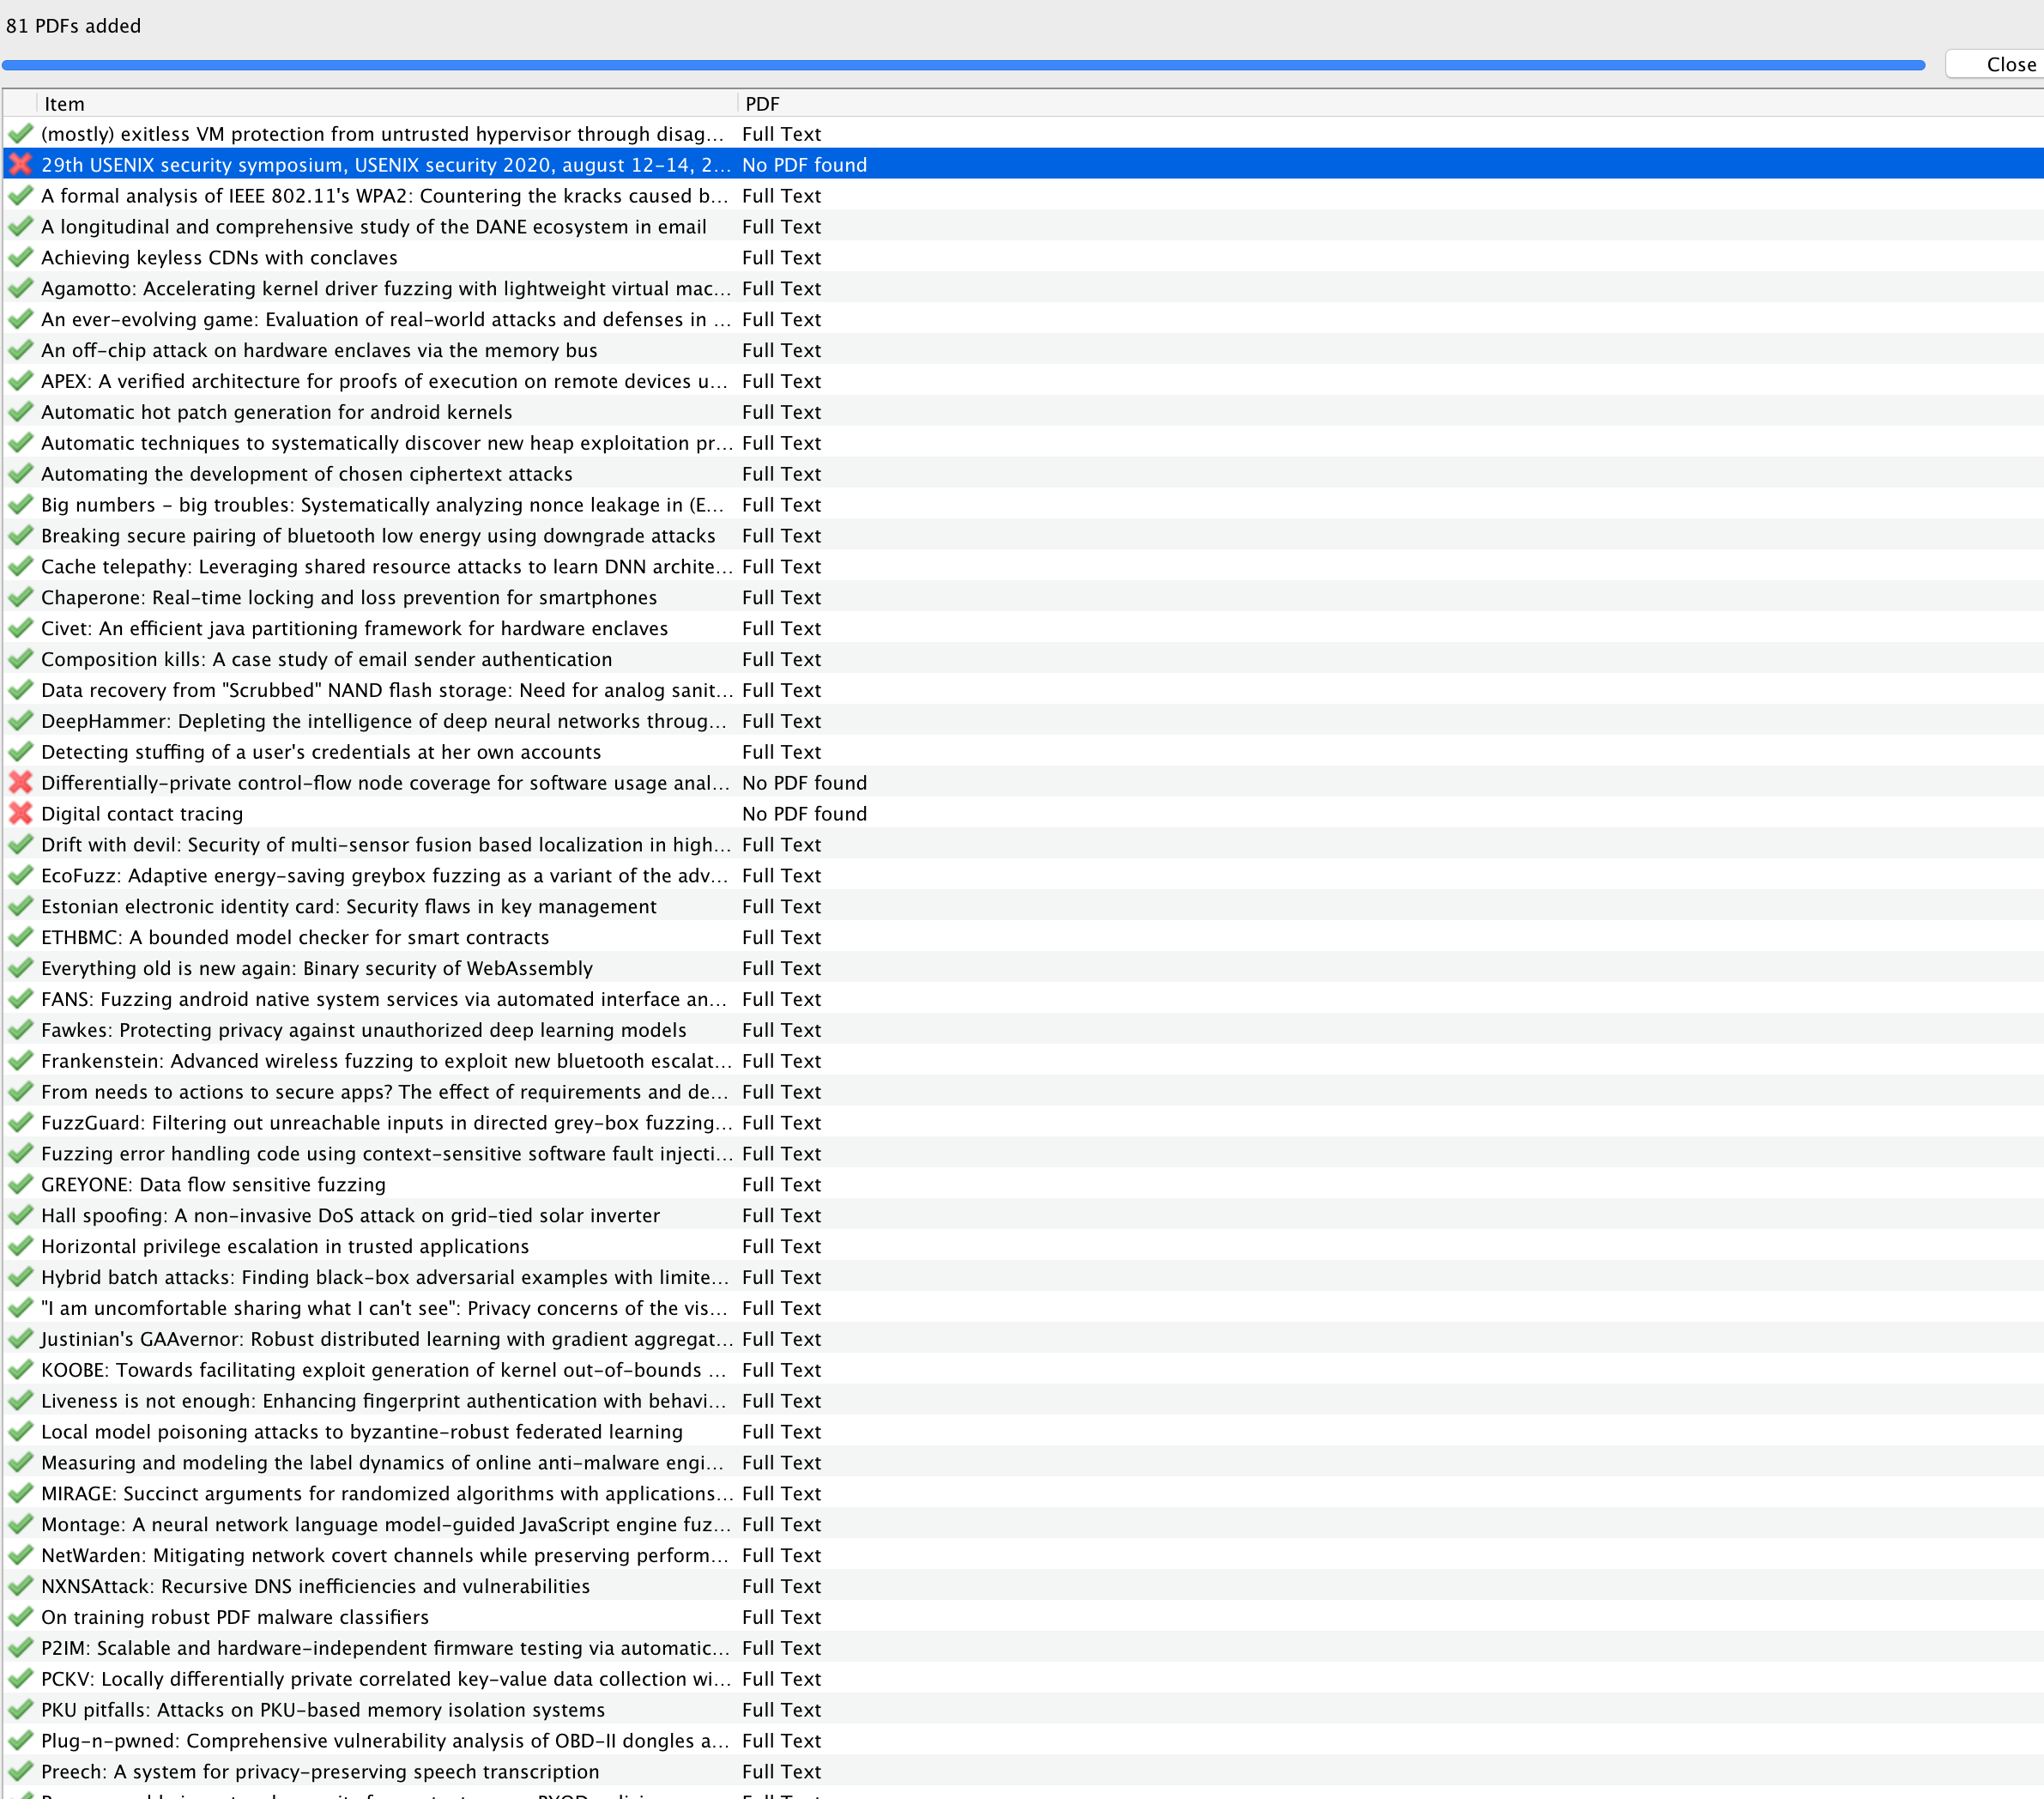 81 PDFs added
Close
Item PDF
(mostly) exitless VM protection from untrusted hypervisor through disag... Full Text
29th USENIX security symposium, USENIX security 2020, august 12-14, 2... No PDF found
A formal analysis of IEEE 802.11's WPA2: Countering the kracks caused b... Full Text
A longitudinal and comprehensive study of the DANE ecosystem in email Full Text
Achieving keyless CDNs with conclaves Full Text
Agamotto: Accelerating kernel driver fuzzing with lightweight virtual mac... Full Text
An ever-evolving game: Evaluation of real-world attacks and defenses in ... Full Text
An off-chip attack on hardware enclaves via the memory bus Full Text
APEX: A verified architecture for proofs of execution on remote devices u... Full Text
Automatic hot patch generation for android kernels Full Text
Automatic techniques to systematically discover new heap exploitation pr... Full Text
Automating the development of chosen ciphertext attacks Full Text
Big numbers - big troubles: Systematically analyzing nonce leakage in (E... Full Text
Breaking secure pairing of bluetooth low energy using downgrade attacks Full Text
Cache telepathy: Leveraging shared resource attacks to learn DNN archite... Full Text
Chaperone: Real-time locking and loss prevention for smartphones Full Text
Civet: An efficient java partitioning framework for hardware enclaves Full Text
Composition kills: A case study of email sender authentication Full Text
Data recovery from "Scrubbed" NAND flash storage: Need for analog sanit... Full Text
DeepHammer: Depleting the intelligence of deep neural networks throug... Full Text
Detecting stuffing of a user's credentials at her own accounts Full Text
Differentially-private control-flow node coverage for software usage anal... No PDF found
Digital contact tracing No PDF found
Drift with devil: Security of multi-sensor fusion based localization in high... Full Text
EcoFuzz: Adaptive energy-saving greybox fuzzing as a variant of the adv... Full Text
Estonian electronic identity card: Security flaws in key management Full Text
ETHBMC: A bounded model checker for smart contracts Full Text
Everything old is new again: Binary security of WebAssembly Full Text
FANS: Fuzzing android native system services via automated interface an... Full Text
Fawkes: Protecting privacy against unauthorized deep learning models Full Text
Frankenstein: Advanced wireless fuzzing to exploit new bluetooth escalat... Full Text
From needs to actions to secure apps? The effect of requirements and de... Full Text
FuzzGuard: Filtering out unreachable inputs in directed grey-box fuzzing... Full Text
Fuzzing error handling code using context-sensitive software fault injecti... Full Text
GREYONE: Data flow sensitive fuzzing Full Text
Hall spoofing: A non-invasive DoS attack on grid-tied solar inverter Full Text
Horizontal privilege escalation in trusted applications Full Text
Hybrid batch attacks: Finding black-box adversarial examples with limite... Full Text
"I am uncomfortable sharing what I can't see": Privacy concerns of the vis... Full Text
Justinian's GAAvernor: Robust distributed learning with gradient aggregat... Full Text
KOOBE: Towards facilitating exploit generation of kernel out-of-bounds ... Full Text
Liveness is not enough: Enhancing fingerprint authentication with behavi... Full Text
Local model poisoning attacks to byzantine-robust federated learning Full Text
Measuring and modeling the label dynamics of online anti-malware engi... Full Text
MIRAGE: Succinct arguments for randomized algorithms with applications... Full Text
Montage: A neural network language model-guided JavaScript engine fuz... Full Text
NetWarden: Mitigating network covert channels while preserving perform... Full Text
NXNSAttack: Recursive DNS inefficiencies and vulnerabilities Full Text
On training robust PDF malware classifiers Full Text
P2IM: Scalable and hardware-independent firmware testing via automatic... Full Text
PCKV: Locally differentially private correlated key-value data collection wi... Full Text
PKU pitfalls: Attacks on PKU-based memory isolation systems Full Text
Plug-n-pwned: Comprehensive vulnerability analysis of OBD-II dongles a... Full Text
Preech: A system for privacy-preserving speech transcription Full Text